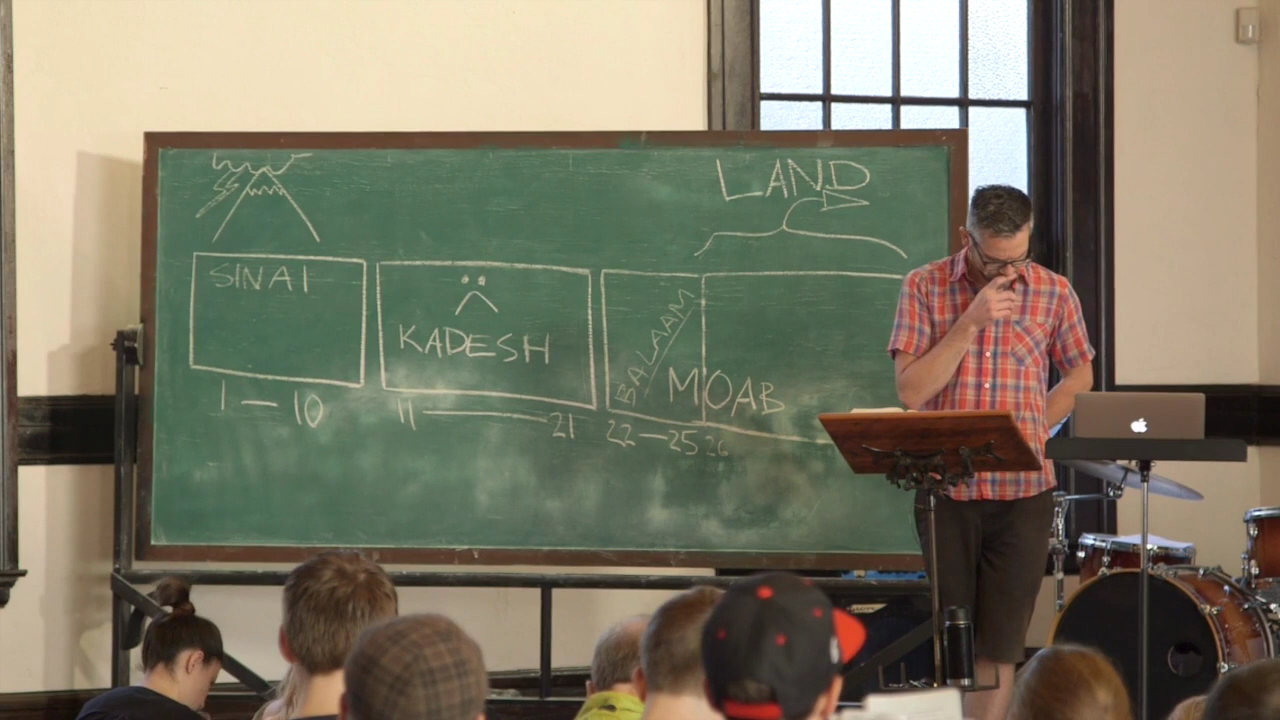 LAND
SINAI
KADESH
BALAAM
MOAB
1 — 10
11 — 21
22 — 25 26